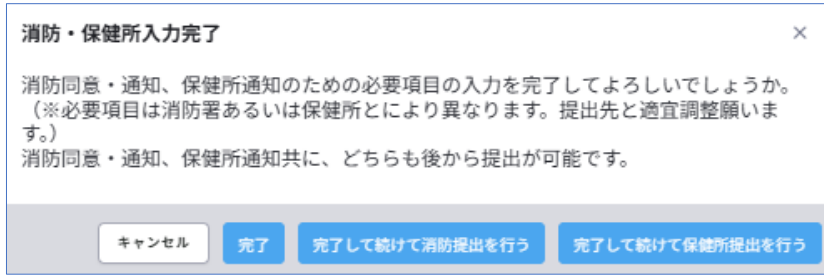 消防・保健所入力完了
×
消防同意・通知、保健所通知のための必要項目の入力を完了してよろしいでしょうか。
（※必要項目は消防署あるいは保健所とにより異なります。提出先と適宜調整願いま
す。）
消防同意・通知、保健所通知共に、どちらも後から提出が可能です。
キャンセル
完了
完了して続けて消防提出を行う
完了して続けて保健所提出を行う